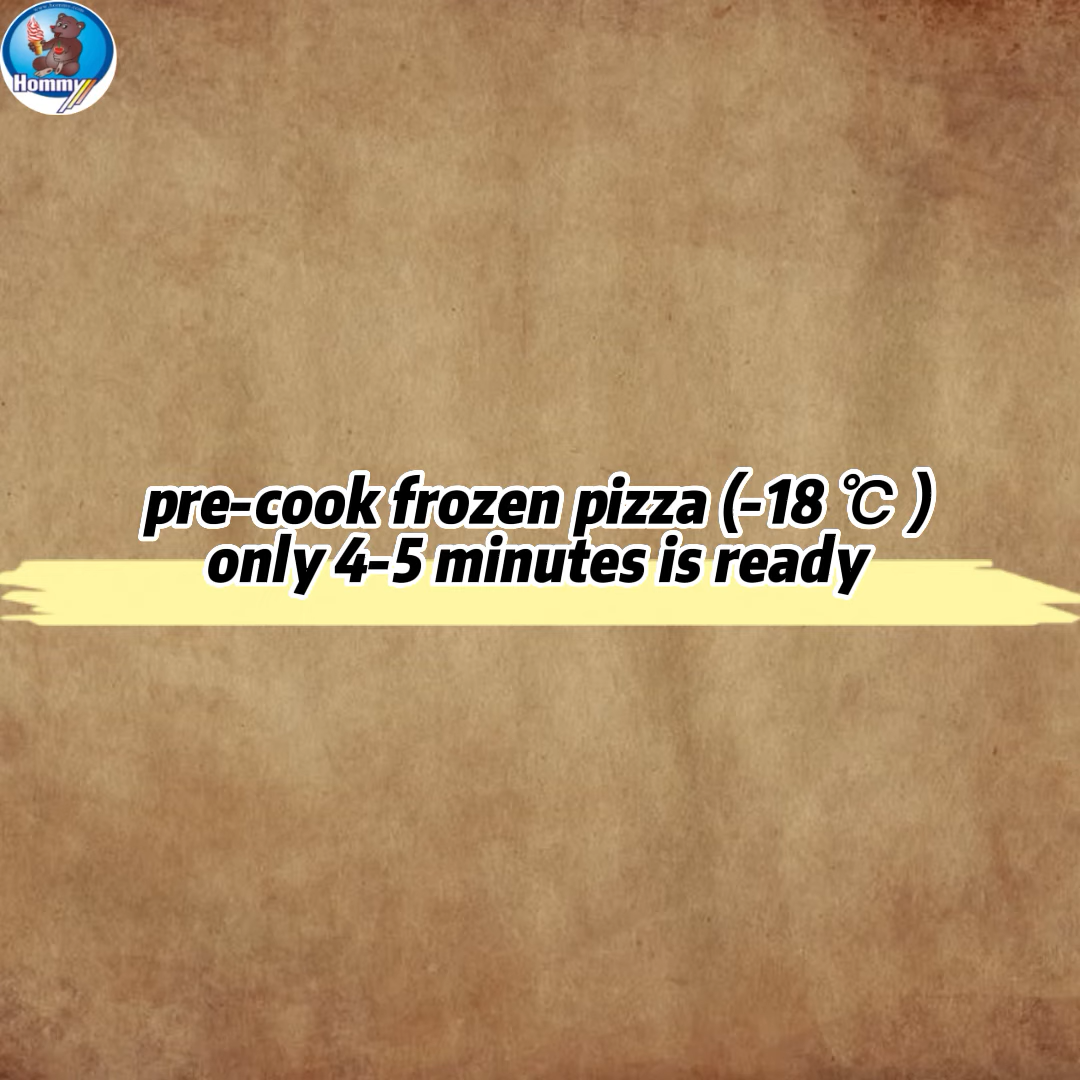 Hommy
pre-cook frozen pizza (-18 ℃ )
only 4-5 minutes is ready